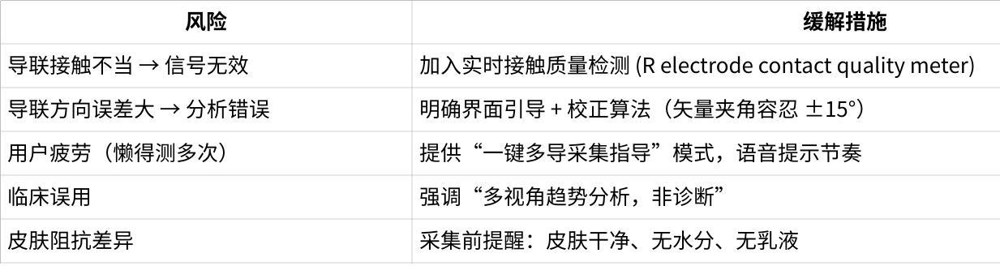 风险 缓解措施
导联接触不当 → 信号无效 加入实时接触质量检测 (R electrode contact quality meter)
导联方向误差大 → 分析错误 明确界面引导 + 校正算法（矢量夹角容忍 ±15°）
用户疲劳（懒得测多次） 提供“一键多导采集指导”模式，语音提示节奏
临床误用 强调“多视角趋势分析，非诊断”
皮肤阻抗差异 采集前提醒：皮肤干净、无水分、无乳液